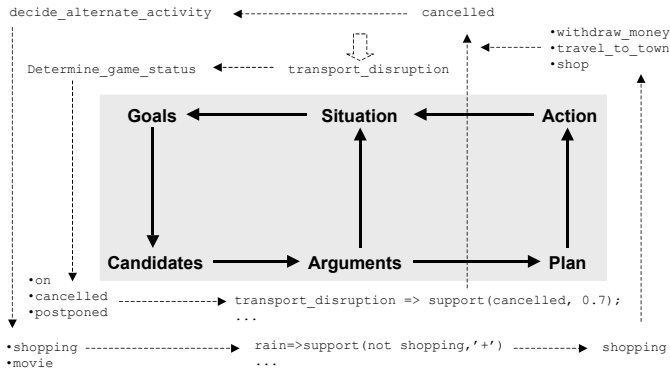 decide_alternate_activity
cancelled
•withdraw_money
•travel_to_town
•shop
Determine_game_status
transport_disruption
Goals
Situation
Action
Candidates
Arguments
Plan
•on
•cancelled
•postponed
transport_disruption => support(cancelled, 0.7);
...
•shopping
•movie
rain=>support(not shopping,’+’)
...
shopping